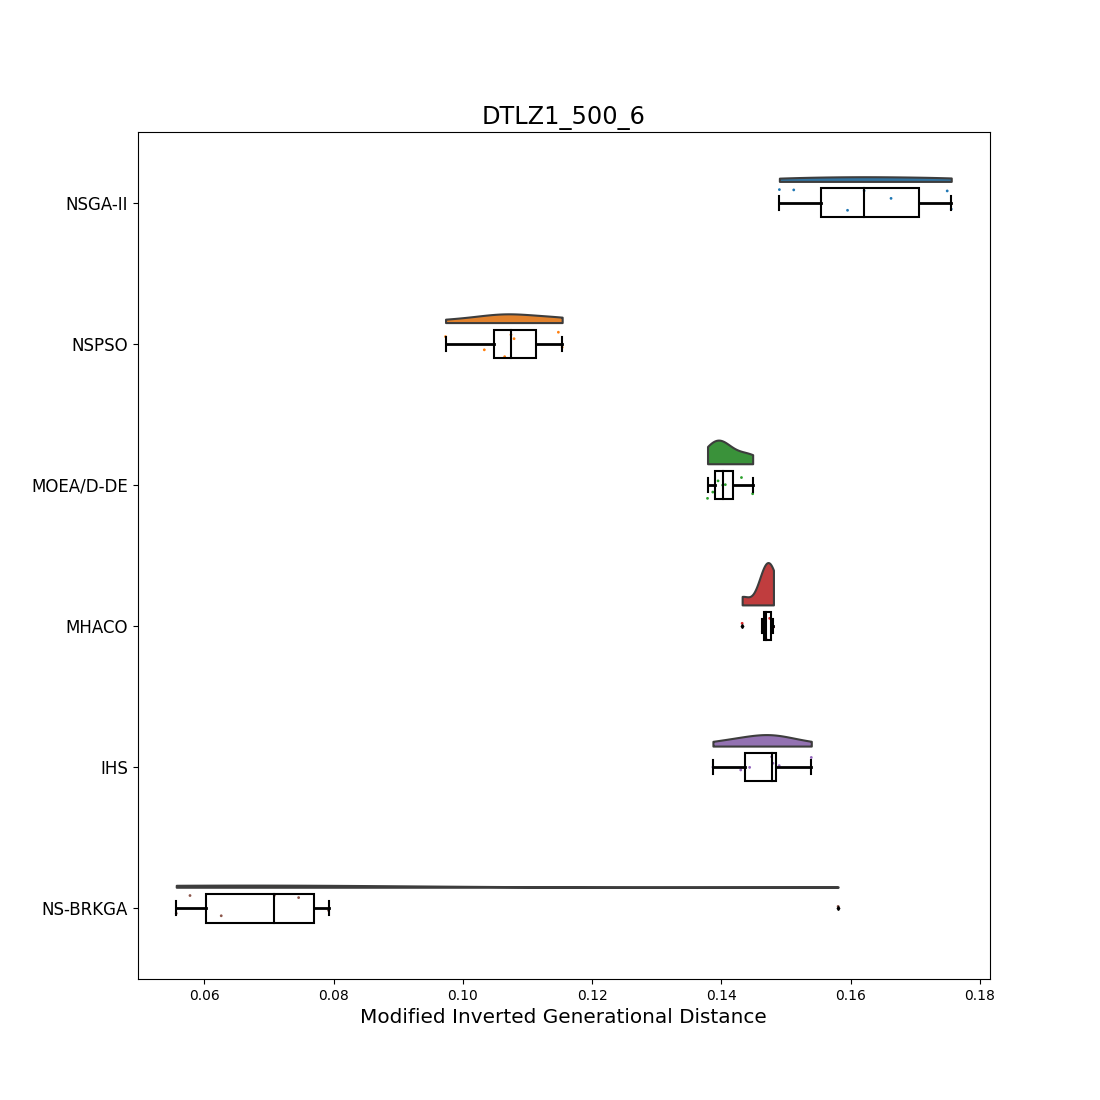 DTLZ1_500_6
NSGA-II
NSPSO
MOEA/D-DE
MHACO
IHS
NS-BRKGA
0.06 0.08 0.10 0.12 0.14 0.16 0.18
Modified Inverted Generational Distance